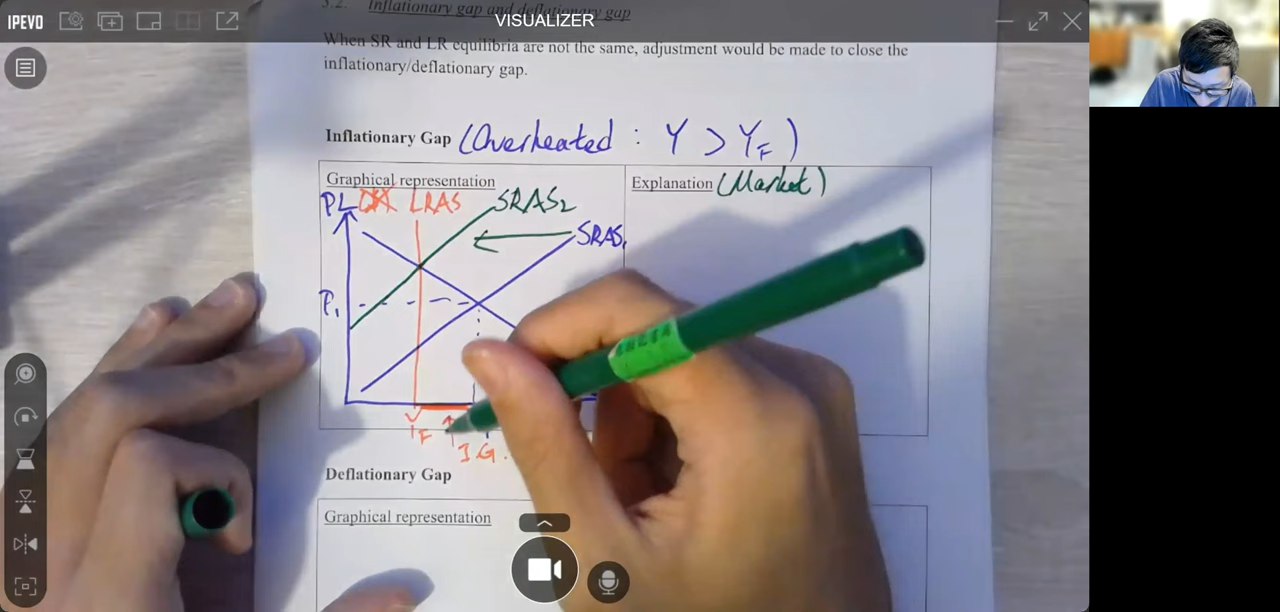 IPEVO
VISUALIZER
3.2. Inflationary gap and deflationary gap
When SR and LR equilibria are not the same, adjustment would be made to close the
inflationary/deflationary gap.
Inflationary Gap (Overheated : Y > YF)
Graphical representation
Explanation (Market)
PL LRAS SRAS2
SRAS1
P1
YF
I.G.
Deflationary Gap
Graphical representation